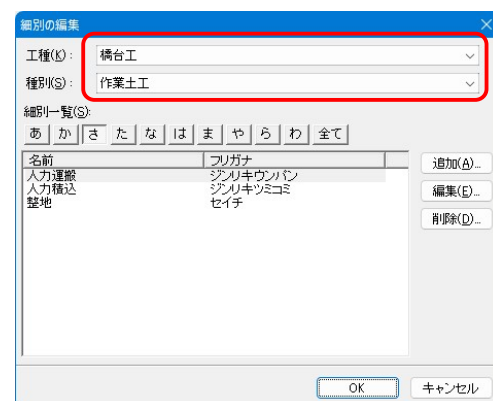 細別の編集
工種(K): 橋台工
種別(S): 作業土工
細別一覧(S):
あ か さ た な は ま や ら わ 全て
名前 フリガナ
人力運搬 ジンリキウンパン
人力積込 ジンリキツミコミ
整地 セイチ
追加(A)...
編集(E)...
削除(D)...
OK キャンセル